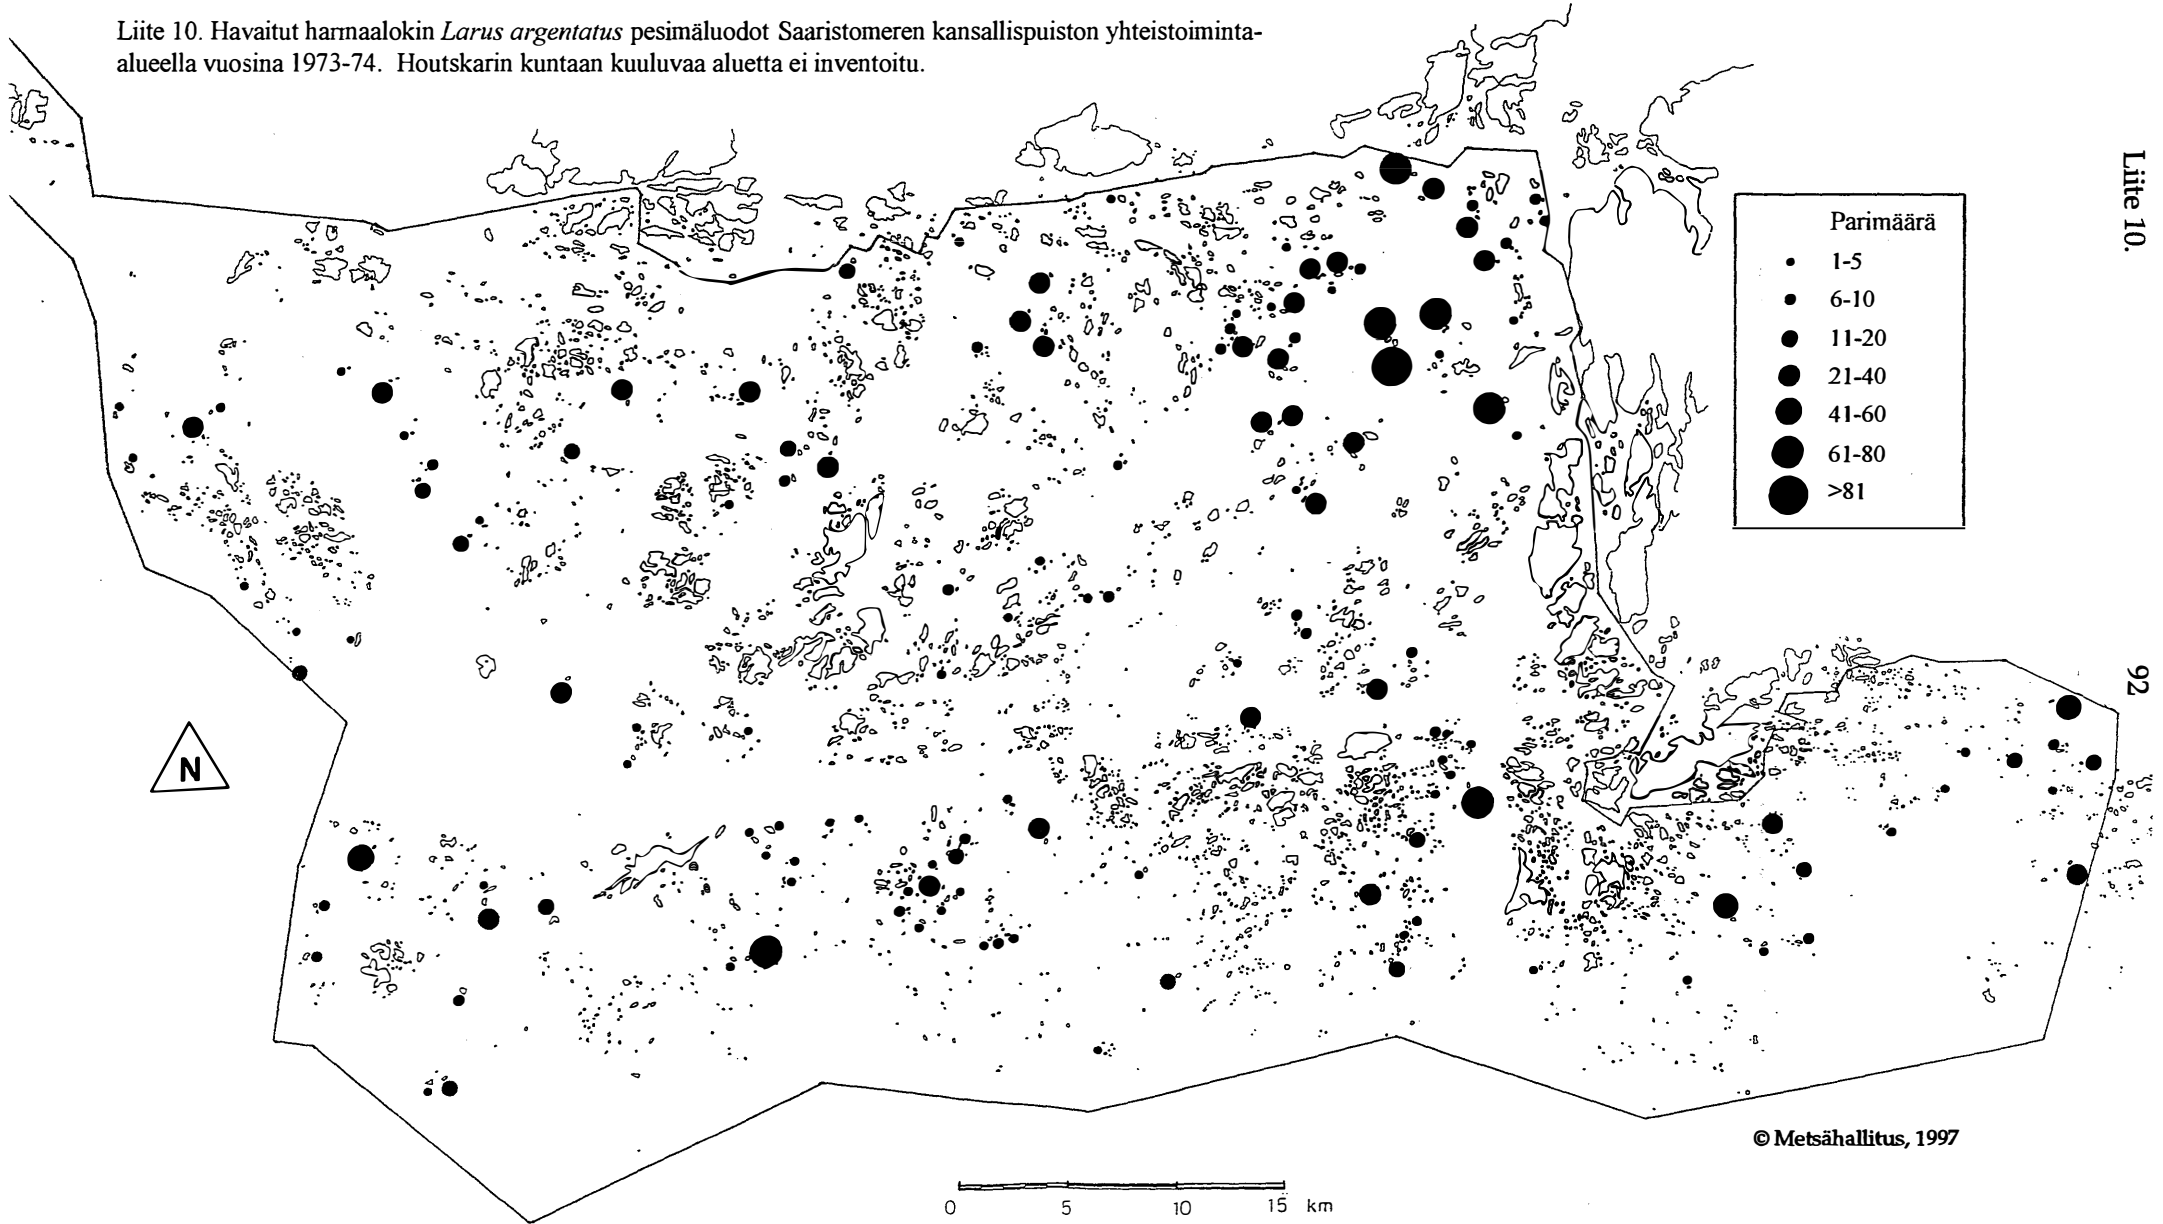 Liite 10. Havaitut harmaalokin Larus argentatus pesimäluodot Saaristomeren kansallispuiston yhteistoiminta-
alueella vuosina 1973-74. Houtskarin kuntaan kuuluvaa aluetta ei inventoitu.
Liite 10.
Parimäärä
1-5
6-10
11-20
21-40
41-60
61-80
>81
92
N
© Metsähallitus, 1997
0 5 10 15 km